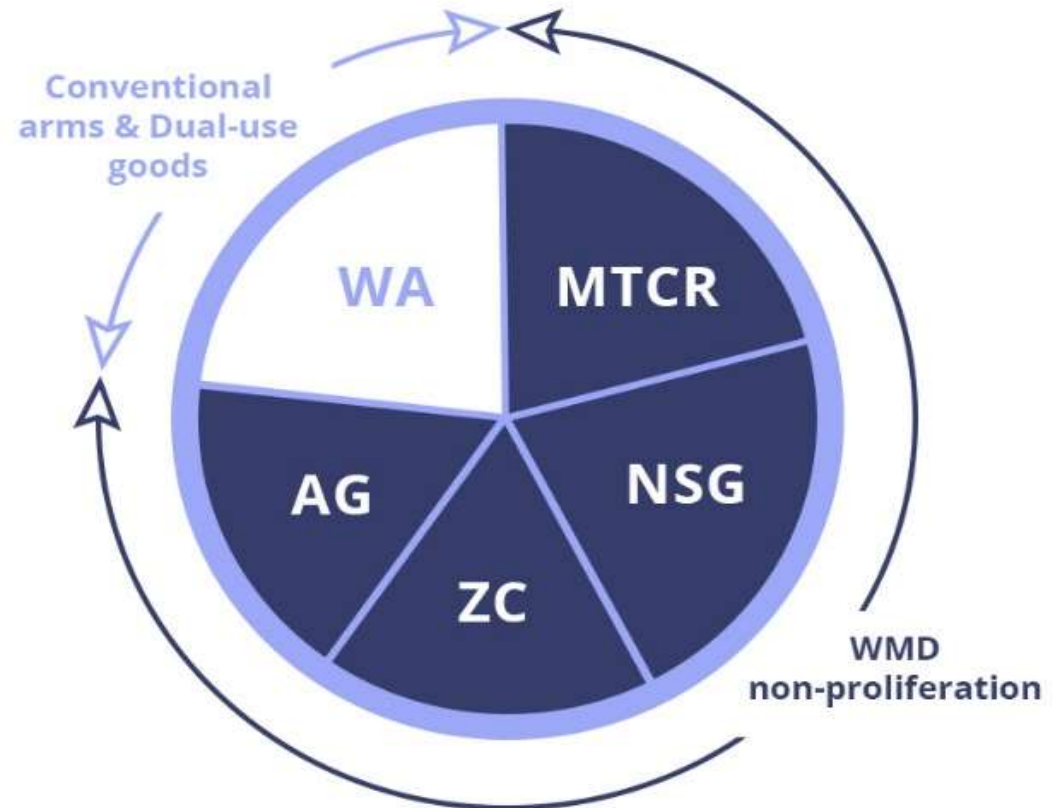 Conventional
arms & Dual-use
goods
WA
MTCR
AG
NSG
ZC
WMD
non-proliferation